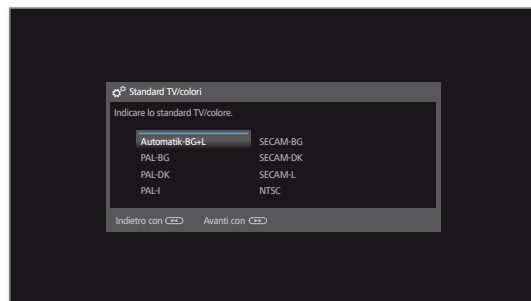 Standard TV/colori
Indicare lo standard TV/colore.
Automatik-BG+L
PAL-BG
PAL-DK
PAL-I
SECAM-BG
SECAM-DK
SECAM-L
NTSC
Indietro con Avanti con